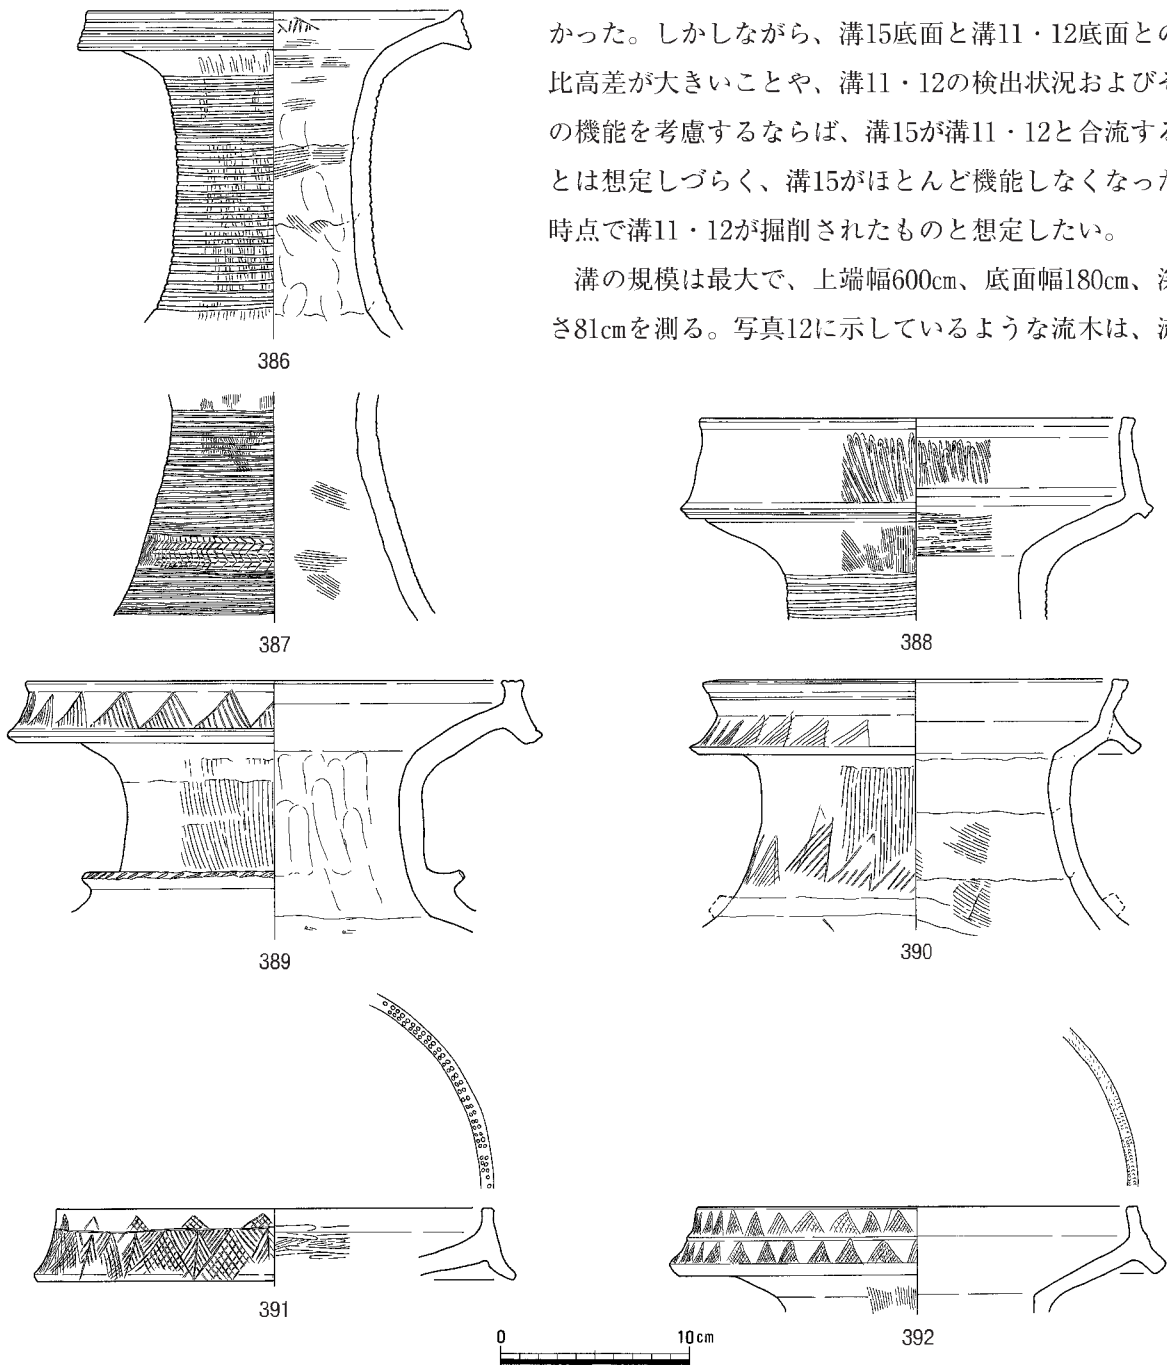 かった。しかしながら、溝15底面と溝11・12底面との
比高差が大きいことや、溝11・12の検出状況およびそ
の機能を考慮するならば、溝15が溝11・12と合流する
とは想定しづらく、溝15がほとんど機能しなくなった
時点で溝11・12が掘削されたものと想定したい。
溝の規模は最大で、上端幅600㎝、底面幅180㎝、深
さ81㎝を測る。写真12に示しているような流木は、流
386
387
388
389
390
391
392
0 10cm